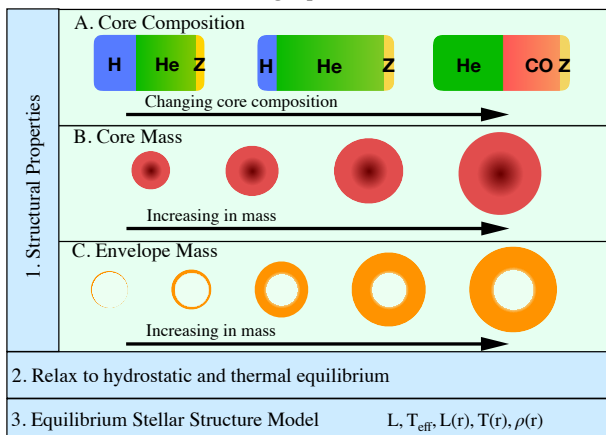 A. Core Composition
H He Z H He Z He CO Z
Changing core composition
B. Core Mass
Increasing in mass
C. Envelope Mass
Increasing in mass
1. Structural Properties
2. Relax to hydrostatic and thermal equilibrium
3. Equilibrium Stellar Structure Model L, T_eff, L(r), T(r), ρ(r)